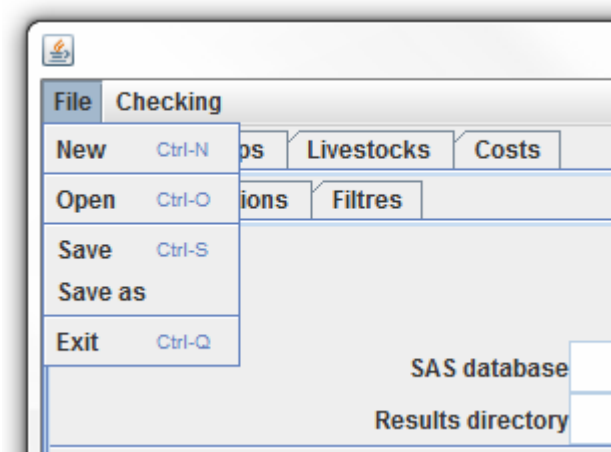 File Checking
New Ctrl-N
ps Livestocks Costs
Open Ctrl-O
ions Filtres
Save Ctrl-S
Save as
Exit Ctrl-Q
SAS database
Results directory